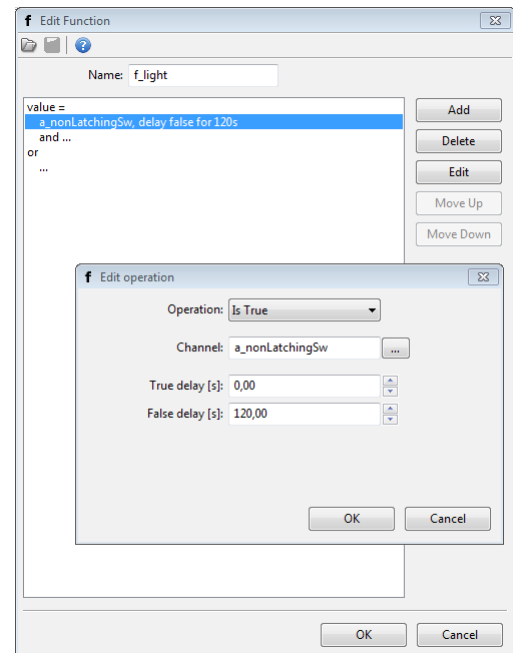 f Edit Function
Name: f_light
value =
a_nonLatchingSw, delay false for 120s
and ...
or
...
Add
Delete
Edit
Move Up
Move Down
f Edit operation
Operation: Is True
Channel: a_nonLatchingSw ...
True delay [s]: 0,00
False delay [s]: 120,00
OK Cancel
OK Cancel